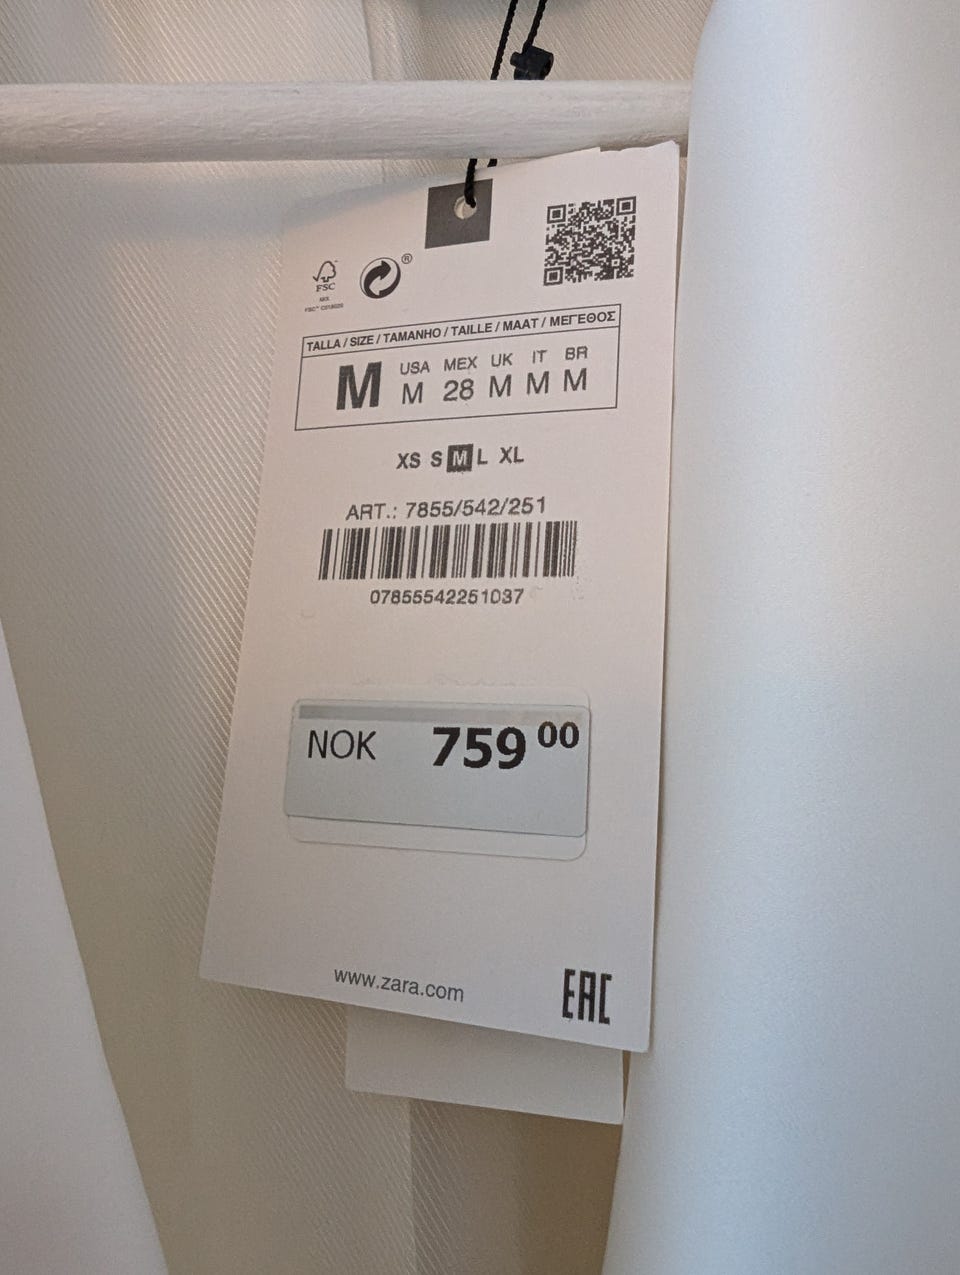 FSC
MIX
®
TALLA / SIZE / TAMANHO / TAILLE / MAAT / ΜΕΓΕΘΟΣ
M
USA MEX UK IT BR
M 28 M M M
XS S M L XL
ART.: 7855/542/251
07855542251037
NOK 759 00
www.zara.com
EAC